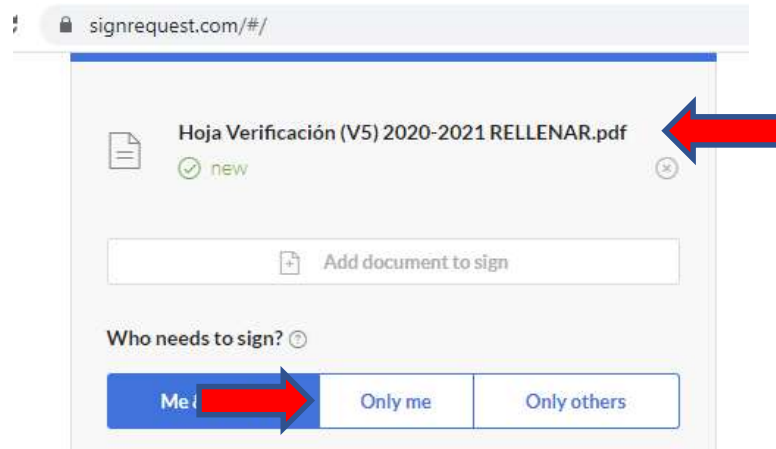 signrequest.com/#/
Hoja Verificación (V5) 2020-2021 RELLENAR.pdf
new
Add document to sign
Who needs to sign?
Me
Only me
Only others